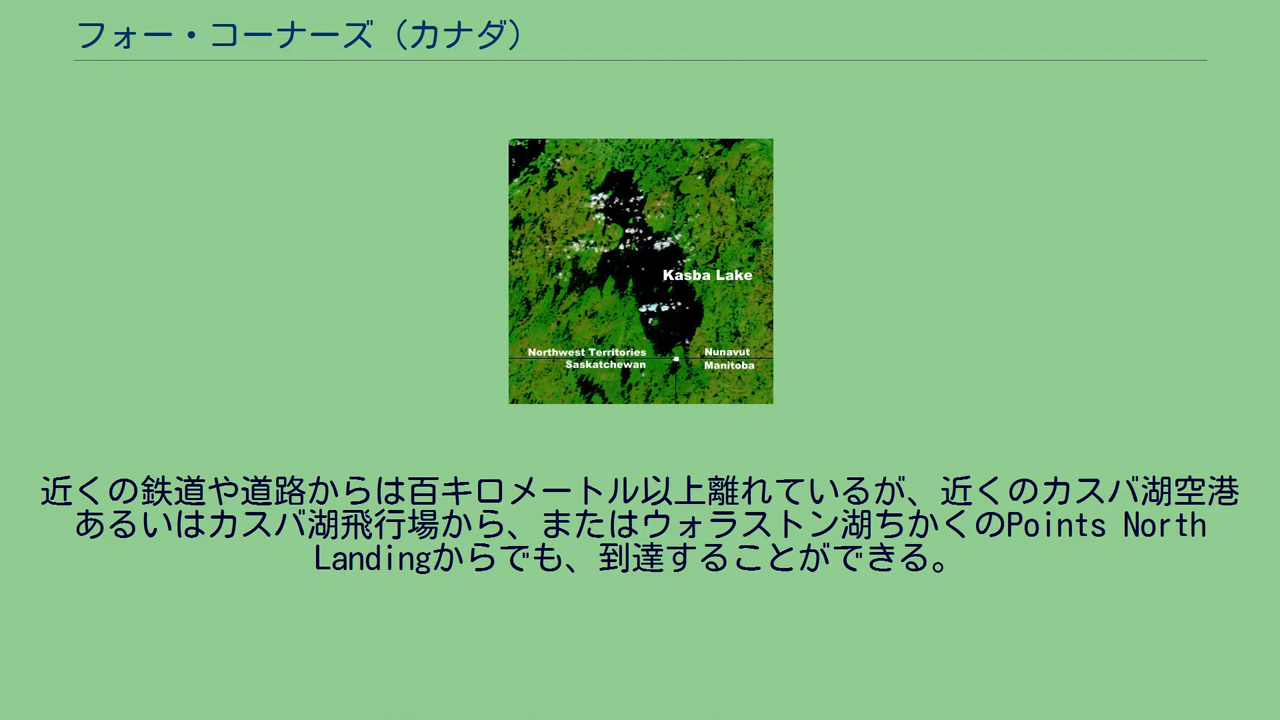 フォー・コーナーズ（カナダ）
Kasba Lake
Northwest Territories
Nunavut
Saskatchewan
Manitoba
近くの鉄道や道路からは百キロメートル以上離れているが、近くのカスバ湖空港
あるいはカスバ湖飛行場から、またはウォラストン湖ちかくのPoints North
Landingからでも、到達することができる。